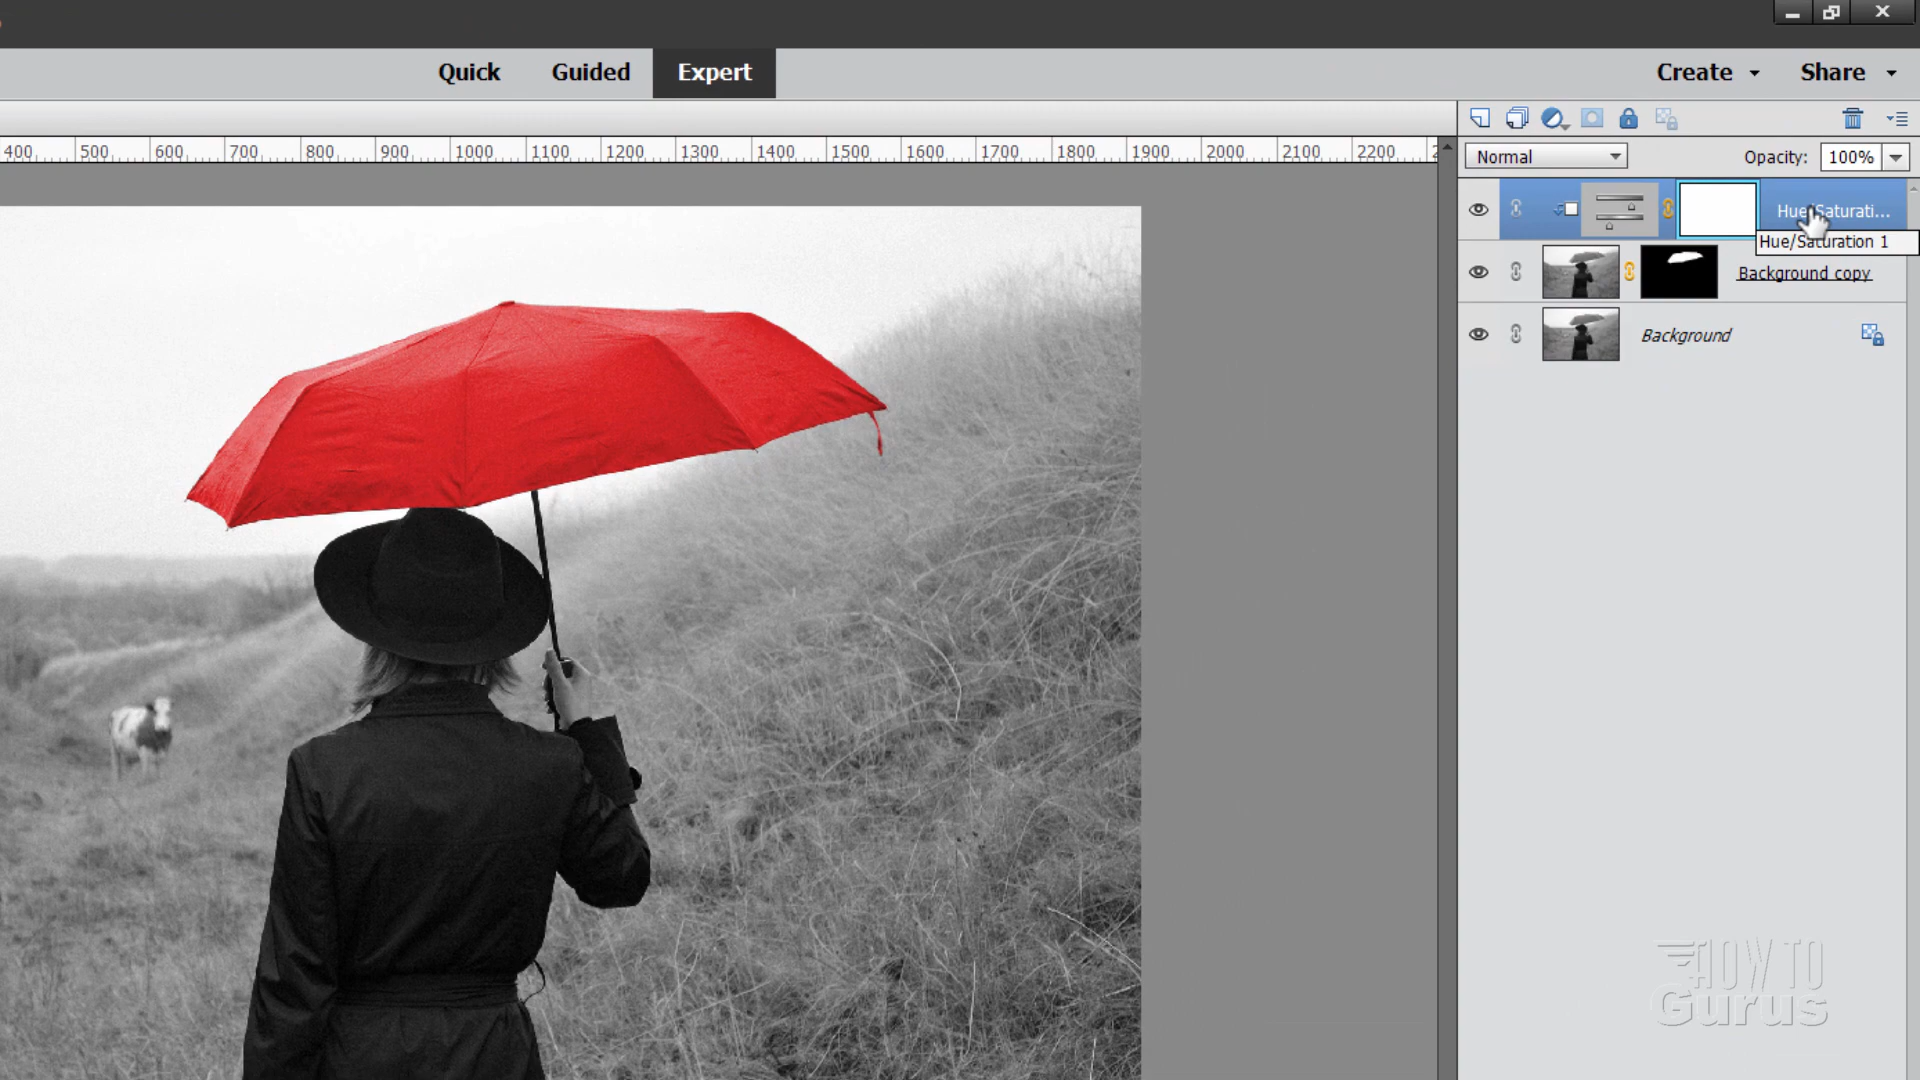 Quick Guided Expert Create Share
400 500 600 700 800 900 1000 1100 1200 1300 1400 1500 1600 1700 1800 1900 2000 2100 2200 2
Normal Opacity: 100%
Hue/Saturati...
Hue/Saturation 1
Background copy
Background
HOW TO
Gurus